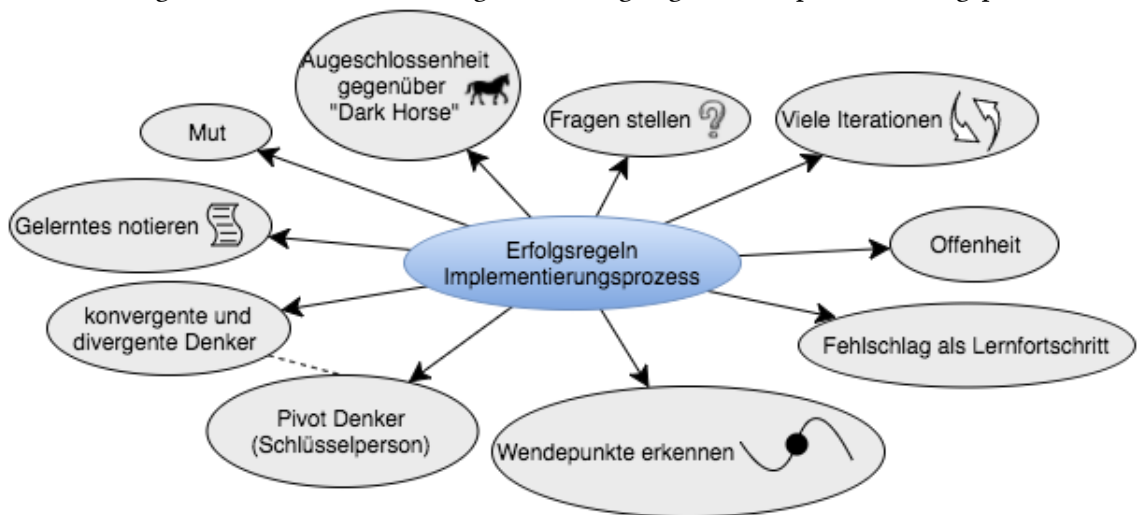 Augeschlossenheit
gegenüber
"Dark Horse"
Fragen stellen
Viele Iterationen
Mut
Gelerntes notieren
Erfolgsregeln
Implementierungsprozess
Offenheit
konvergente und
divergente Denker
Fehlschlag als Lernfortschritt
Pivot Denker
(Schlüsselperson)
Wendepunkte erkennen